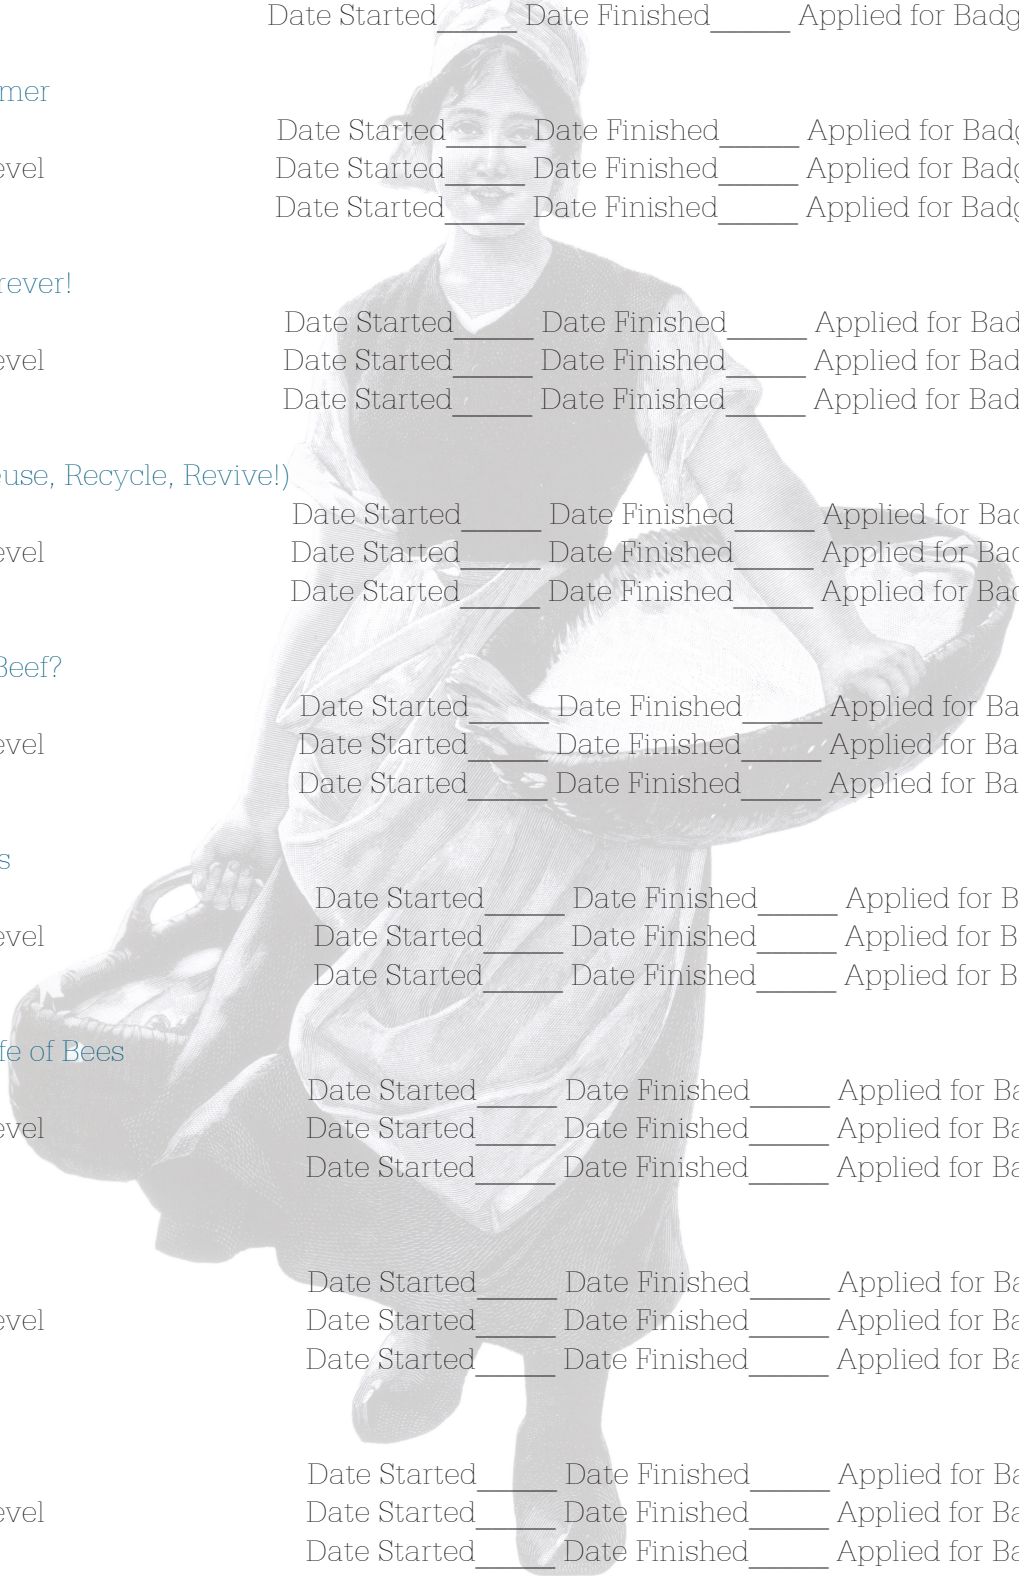 Date Started_____ Date Finished_____ Applied for Badg
mer
Date Started_____ Date Finished_____ Applied for Badg
evel Date Started_____ Date Finished_____ Applied for Badg
Date Started_____ Date Finished_____ Applied for Badg
rever!
Date Started_____ Date Finished_____ Applied for Bad
evel Date Started_____ Date Finished_____ Applied for Bad
Date Started_____ Date Finished_____ Applied for Bad
euse, Recycle, Revive!)
Date Started_____ Date Finished_____ Applied for Bad
evel Date Started_____ Date Finished_____ Applied for Bad
Date Started_____ Date Finished_____ Applied for Bad
Beef?
Date Started_____ Date Finished_____ Applied for Ba
evel Date Started_____ Date Finished_____ Applied for Ba
Date Started_____ Date Finished_____ Applied for Ba
s
Date Started_____ Date Finished_____ Applied for B
evel Date Started_____ Date Finished_____ Applied for B
Date Started_____ Date Finished_____ Applied for B
fe of Bees
Date Started_____ Date Finished_____ Applied for Ba
evel Date Started_____ Date Finished_____ Applied for Ba
Date Started_____ Date Finished_____ Applied for Ba
Date Started_____ Date Finished_____ Applied for Ba
evel Date Started_____ Date Finished_____ Applied for Ba
Date Started_____ Date Finished_____ Applied for Ba
Date Started_____ Date Finished_____ Applied for Ba
evel Date Started_____ Date Finished_____ Applied for Ba
Date Started_____ Date Finished_____ Applied for Ba